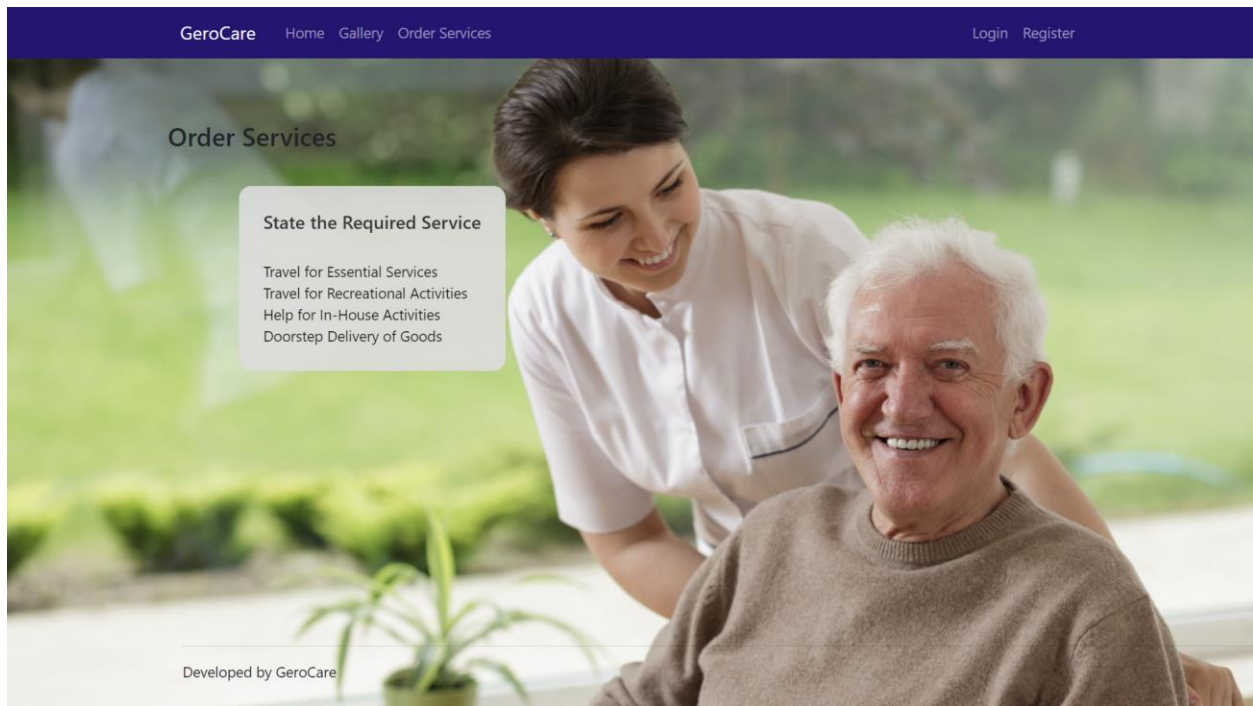 GeroCare Home Gallery Order Services Login Register
Order Services
State the Required Service
Travel for Essential Services
Travel for Recreational Activities
Help for In-House Activities
Doorstep Delivery of Goods
Developed by GeroCare